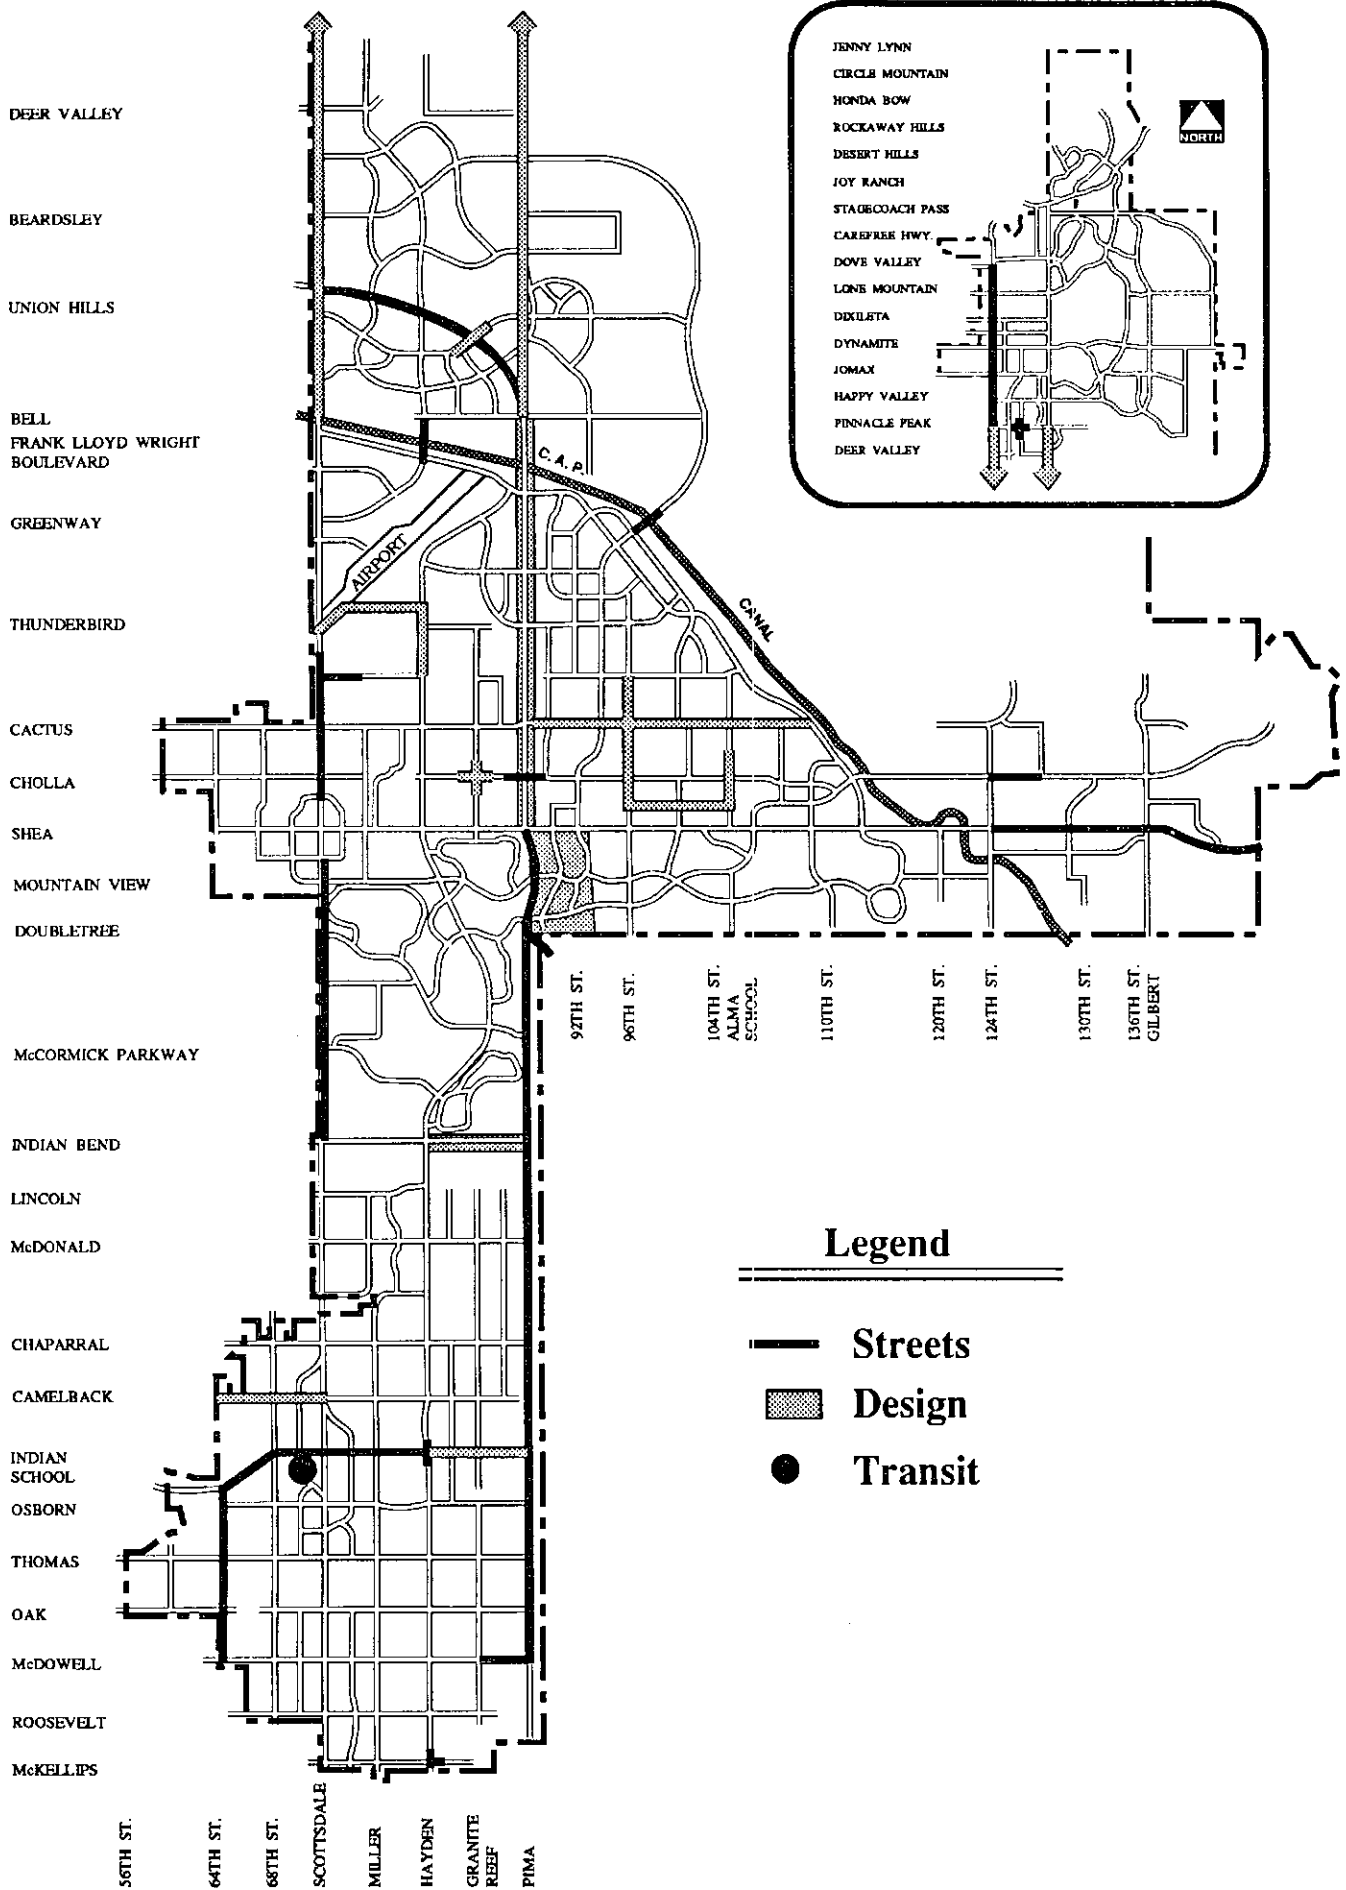 DEER VALLEY
BEARDSLEY
UNION HILLS
BELL
FRANK LLOYD WRIGHT
BOULEVARD
GREENWAY
THUNDERBIRD
CACTUS
CHOLLA
SHEA
MOUNTAIN VIEW
DOUBLETREE
McCORMICK PARKWAY
INDIAN BEND
LINCOLN
McDONALD
CHAPARRAL
CAMELBACK
INDIAN
SCHOOL
OSBORN
THOMAS
OAK
McDOWELL
ROOSEVELT
McKELLIPS
JENNY LYNN
CIRCLE MOUNTAIN
HONDA BOW
ROCKAWAY HILLS
DESERT HILLS
JOY RANCH
STAGECOACH PASS
CAREFREE HWY.
DOVE VALLEY
LONE MOUNTAIN
DIXILETA
DYNAMITE
JOMAX
HAPPY VALLEY
PINNACLE PEAK
DEER VALLEY
NORTH
C. A. P.
CANAL
AIRPORT
92TH ST.
96TH ST.
104TH ST.
ALMA
SCHOOL
110TH ST.
120TH ST.
124TH ST.
130TH ST.
136TH ST.
GILBERT
Legend
Streets
Design
Transit
56TH ST.
64TH ST.
68TH ST.
SCOTTSDALE
MILLER
HAYDEN
GRANITE
REEF
PIMA